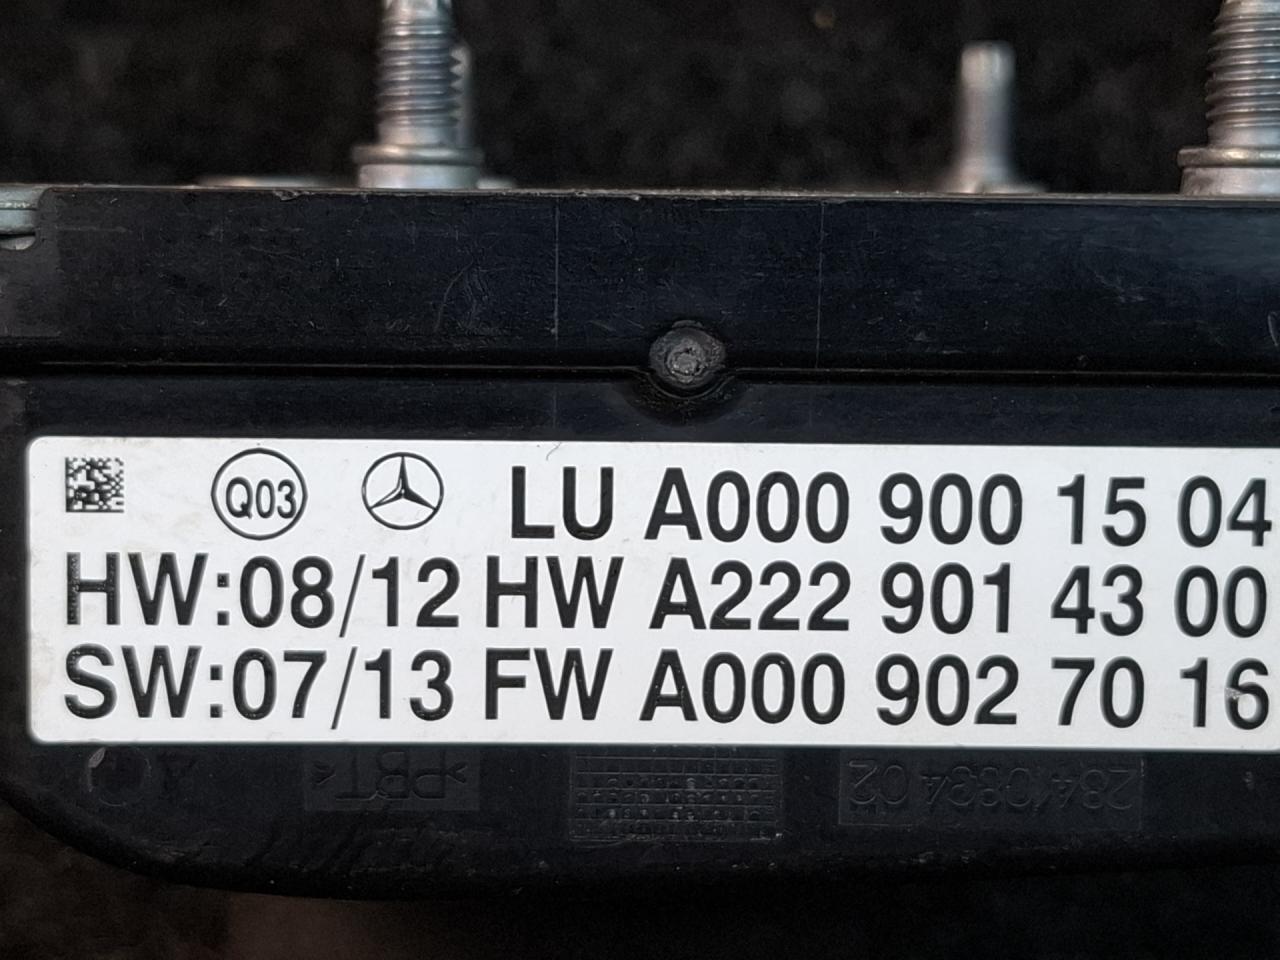 Q03 LU A000 900 15 04
HW:08/12 HW A222 901 43 00
SW:07/13 FW A000 902 70 16
>PBT<